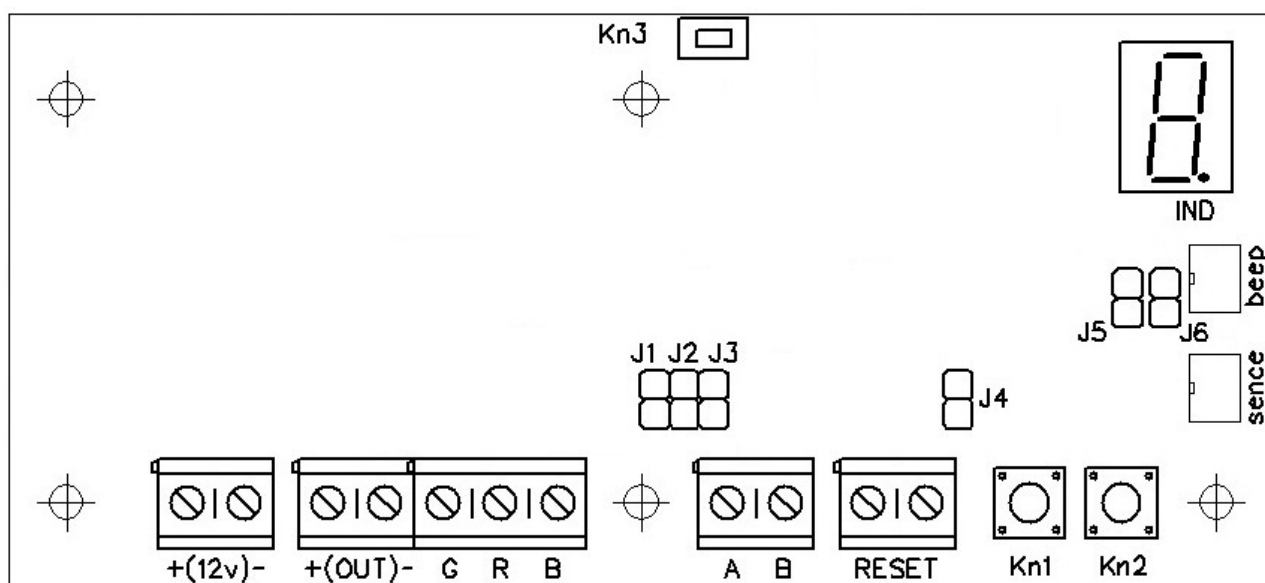 Kn3
IND
beep
J5 J6
J1 J2 J3
sence
J4
+(12v)- +(OUT)- G R B A B RESET Kn1 Kn2